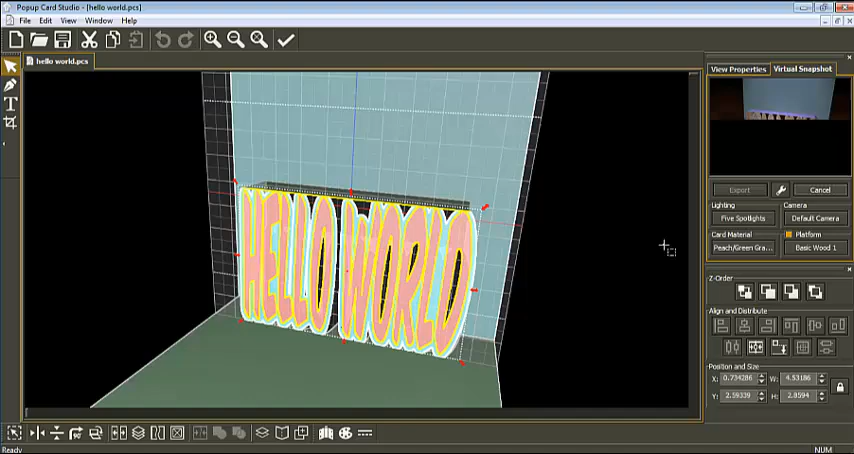 Popup Card Studio - [hello world.pcs]
File Edit View Window Help
hello world.pcs
View Properties Virtual Snapshot
HELLO WORLD
Export Cancel
Lighting Camera
Five Spotlights Default Camera
Card Material Platform
Peach/Green Gra... Basic Wood 1
Z-Order
Align and Distribute
Position and Size
X: 0.734286 W: 4.53186
Y: 2.59339 H: 2.8594
90°
Ready NUM